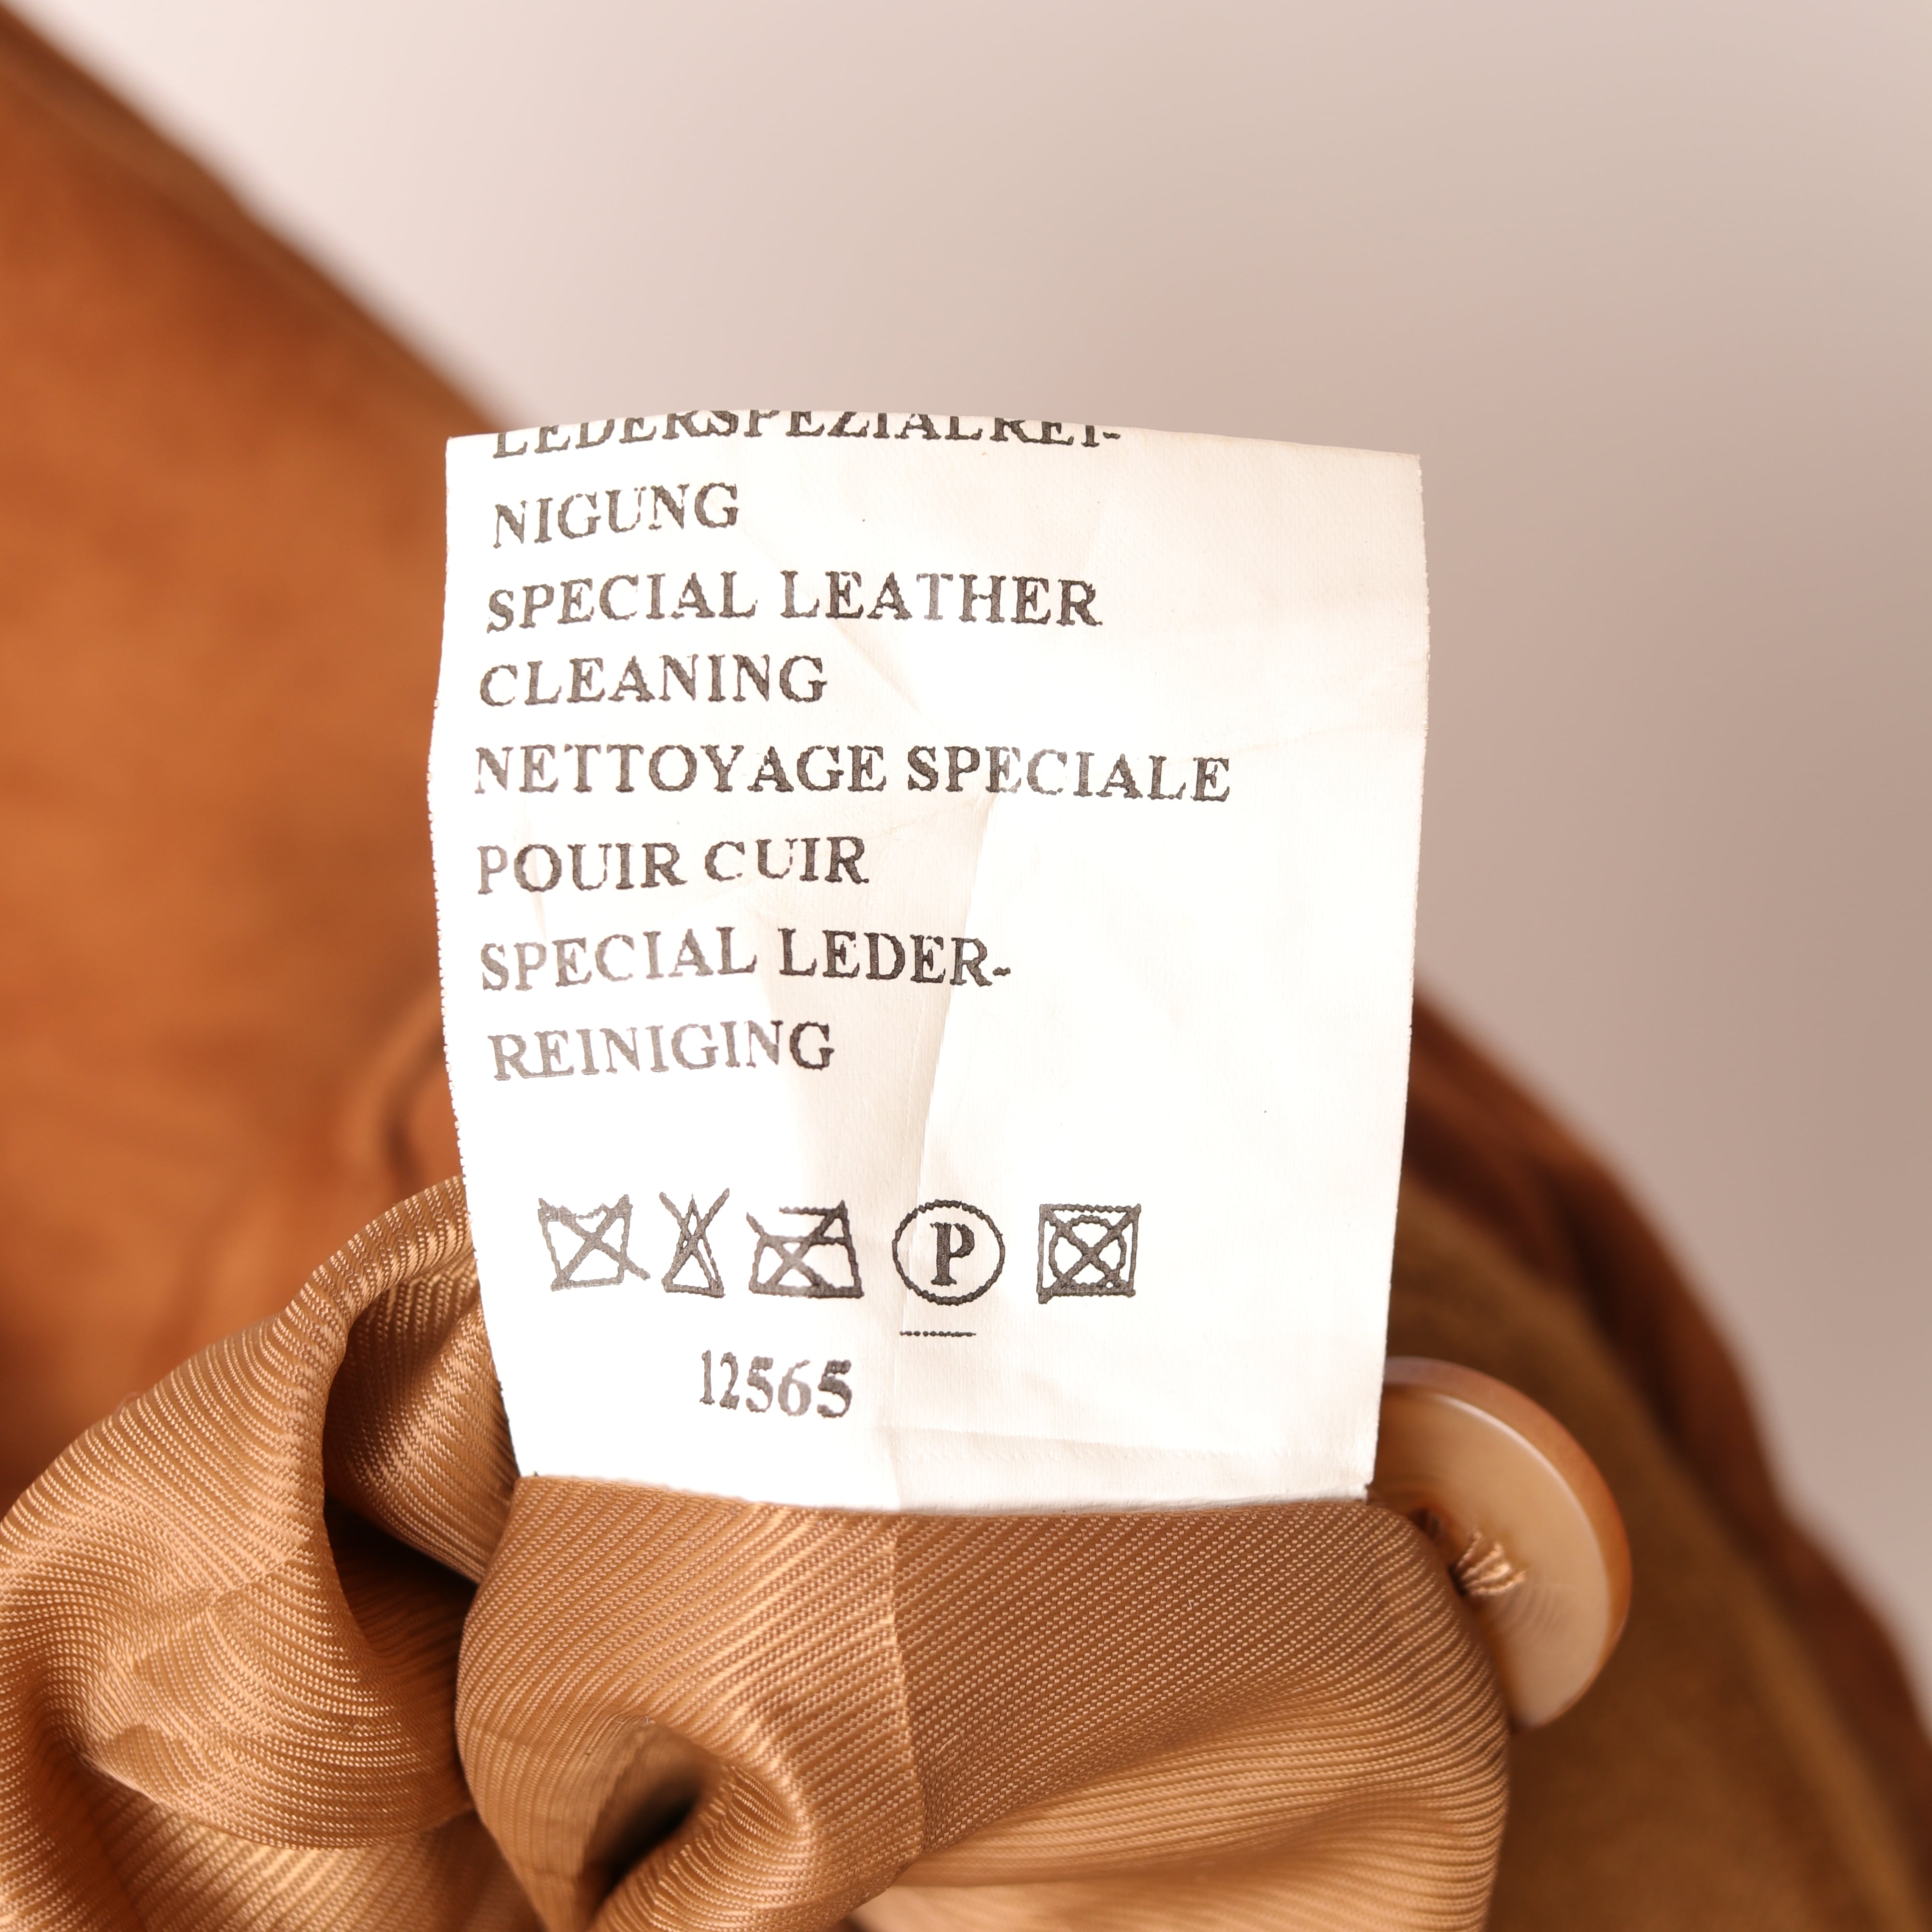 LEDERSPEZIALREI-
NIGUNG
SPECIAL LEATHER
CLEANING
NETTOYAGE SPECIALE
POUIR CUIR
SPECIAL LEDER-
REINIGING
P
12565